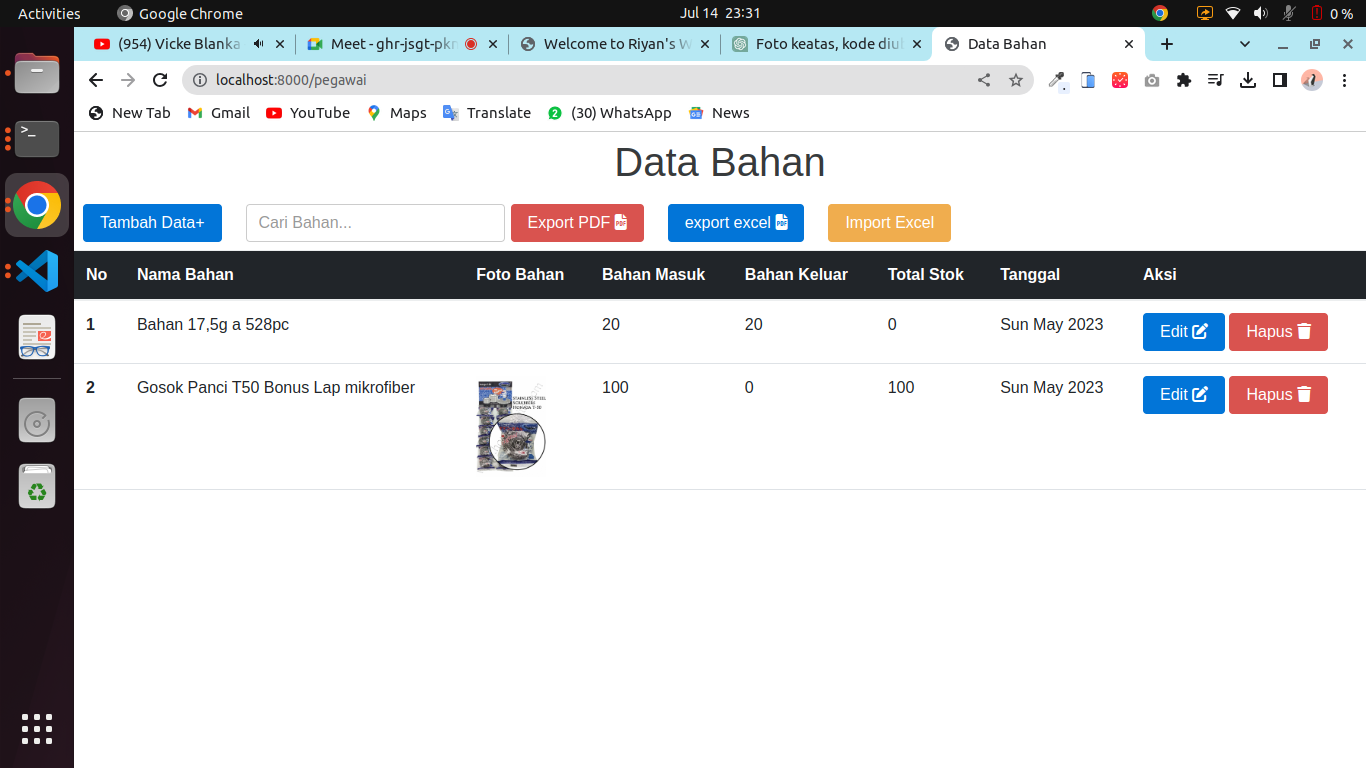 Activities Google Chrome Jul 14 23:31 0 %
(954) Vicke Blanka Meet - ghr-jsgt-pkr Welcome to Riyan's W Foto keatas, kode diul Data Bahan
localhost:8000/pegawai
New Tab Gmail YouTube Maps Translate (30) WhatsApp News
Data Bahan
Tambah Data+ Cari Bahan... Export PDF export excel Import Excel
No Nama Bahan Foto Bahan Bahan Masuk Bahan Keluar Total Stok Tanggal Aksi
1 Bahan 17,5g a 528pc 20 20 0 Sun May 2023 Edit Hapus
2 Gosok Panci T50 Bonus Lap mikrofiber 100 0 100 Sun May 2023 Edit Hapus
STAINLESS STEEL